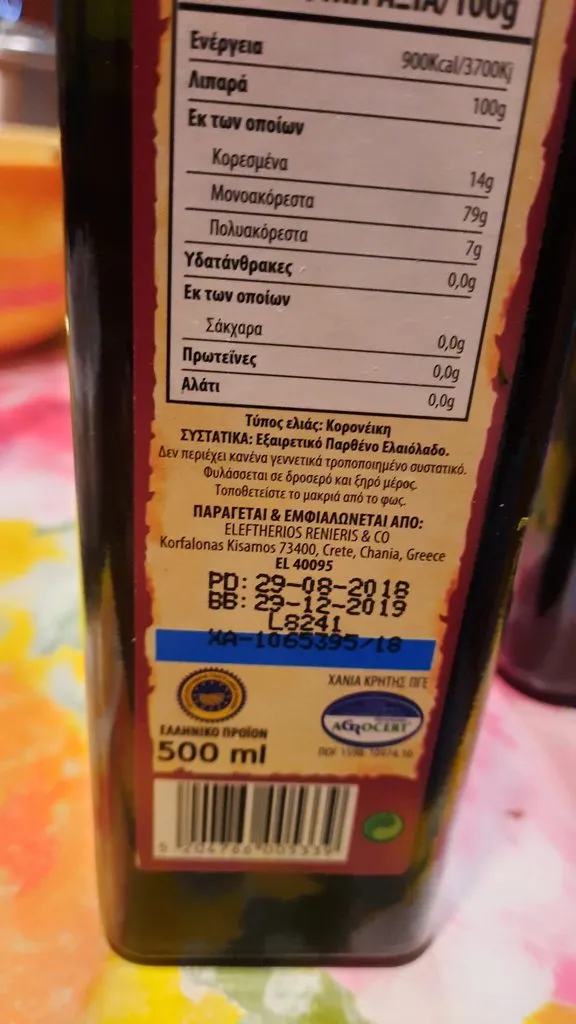 ΑΞΙΑ/100g
Ενέργεια 900Kcal/3700Kj
Λιπαρά 100g
Εκ των οποίων
Κορεσμένα 14g
Μονοακόρεστα 79g
Πολυακόρεστα 7g
Υδατάνθρακες 0,0g
Εκ των οποίων
Σάκχαρα 0,0g
Πρωτεΐνες 0,0g
Αλάτι 0,0g
Τύπος ελιάς: Κορονέικη
ΣΥΣΤΑΤΙΚΑ: Εξαιρετικό Παρθένο Ελαιόλαδο.
Δεν περιέχει κανένα γεννετικά τροποποιημένο συστατικό.
Φυλάσσεται σε δροσερό και ξηρό μέρος.
Τοποθετείστε το μακριά από το φως.
ΠΑΡΑΓΕΤΑΙ & ΕΜΦΙΑΛΩΝΕΤΑΙ ΑΠΟ:
ELEFTHERIOS RENIERIS & CO
Korfalonas Kisamos 73400, Crete, Chania, Greece
EL 40095
PD: 29-08-2018
BB: 29-12-2019
L8241
XA-1065395/18
ΧΑΝΙΑ ΚΡΗΤΗΣ ΠΓΕ
AGROCERT
ΕΛΛΗΝΙΚΟ ΠΡΟΪΟΝ
500 ml